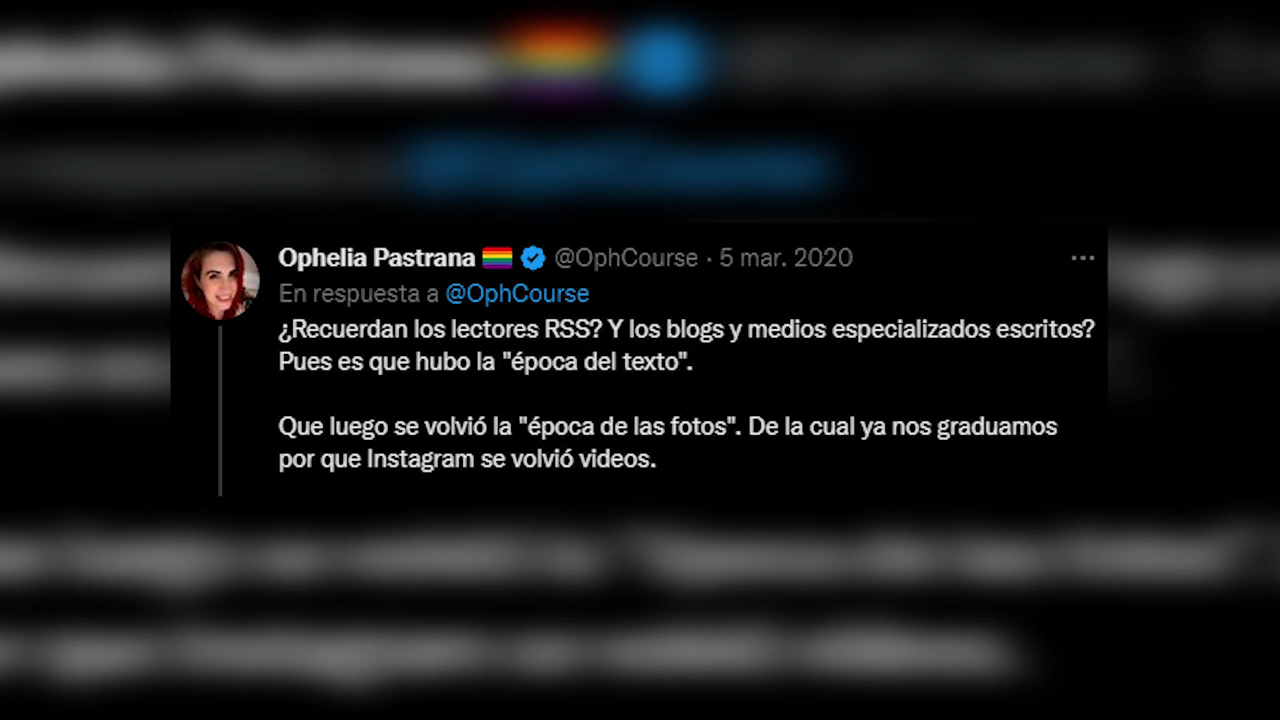 Ophelia Pastrana 🏳️‍🌈 @OphCourse · 5 mar. 2020
En respuesta a @OphCourse
¿Recuerdan los lectores RSS? Y los blogs y medios especializados escritos?
Pues es que hubo la "época del texto".
Que luego se volvió la "época de las fotos". De la cual ya nos graduamos
por que Instagram se volvió videos.